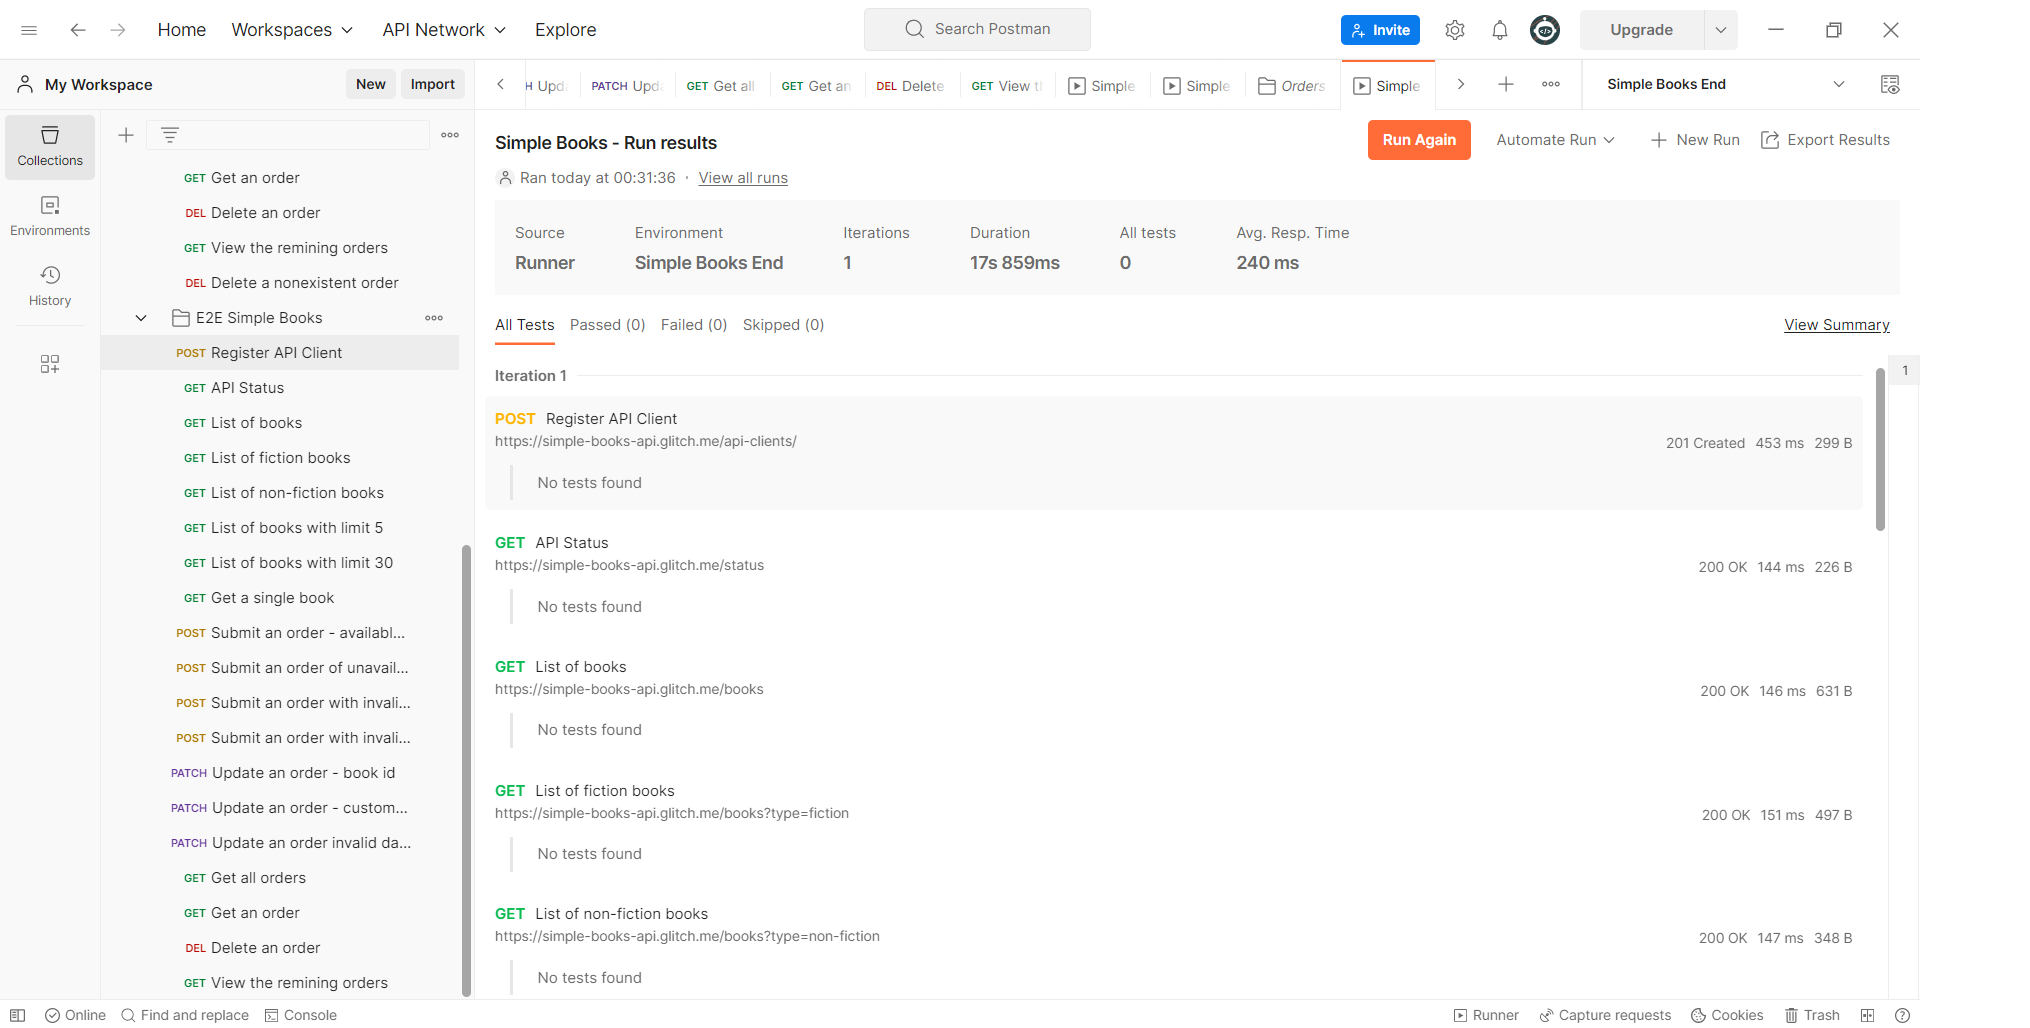 Home Workspaces API Network Explore Search Postman Invite Upgrade
My Workspace New Import
PATCH GET Get all GET Get an DEL Delete GET View Simple Simple Orders Simple Simple Books End
Collections
Environments
History
GET Get an order
DEL Delete an order
GET View the remining orders
DEL Delete a nonexistent order
E2E Simple Books
POST Register API Client
GET API Status
GET List of books
GET List of fiction books
GET List of non-fiction books
GET List of books with limit 5
GET List of books with limit 30
GET Get a single book
POST Submit an order - availabl...
POST Submit an order of unavail...
POST Submit an order with invali...
POST Submit an order with invali...
PATCH Update an order - book id
PATCH Update an order - custom...
PATCH Update an order invalid da...
GET Get all orders
GET Get an order
DEL Delete an order
GET View the remining orders
Simple Books - Run results
Run Again Automate Run New Run Export Results
Ran today at 00:31:36 · View all runs
Source Environment Iterations Duration All tests Avg. Resp. Time
Runner Simple Books End 1 17s 859ms 0 240 ms
All Tests Passed (0) Failed (0) Skipped (0) View Summary
Iteration 1
1
POST Register API Client
https://simple-books-api.glitch.me/api-clients/
201 Created 453 ms 299 B
No tests found
GET API Status
https://simple-books-api.glitch.me/status
200 OK 144 ms 226 B
No tests found
GET List of books
https://simple-books-api.glitch.me/books
200 OK 146 ms 631 B
No tests found
GET List of fiction books
https://simple-books-api.glitch.me/books?type=fiction
200 OK 151 ms 497 B
No tests found
GET List of non-fiction books
https://simple-books-api.glitch.me/books?type=non-fiction
200 OK 147 ms 348 B
No tests found
Online Find and replace Console Runner Capture requests Cookies Trash